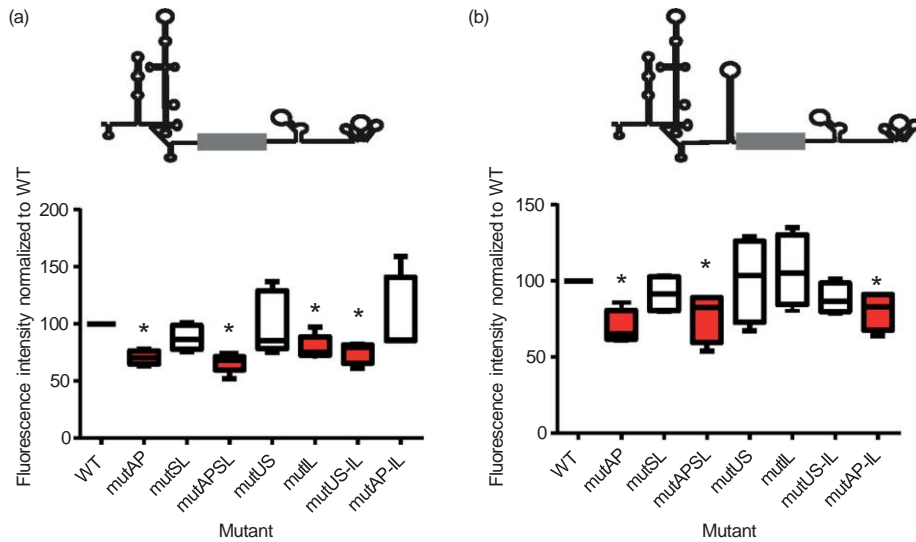 (a)
Fluorescence intensity normalized to WT
200
150
100
50
0
* * * *
WT mutAP mutSL mutAPSL mutUS mutIL mutUS-IL mutAP-IL
Mutant
(b)
Fluorescence intensity normalized to WT
150
100
50
0
* * *
WT mutAP mutSL mutAPSL mutUS mutIL mutUS-IL mutAP-IL
Mutant